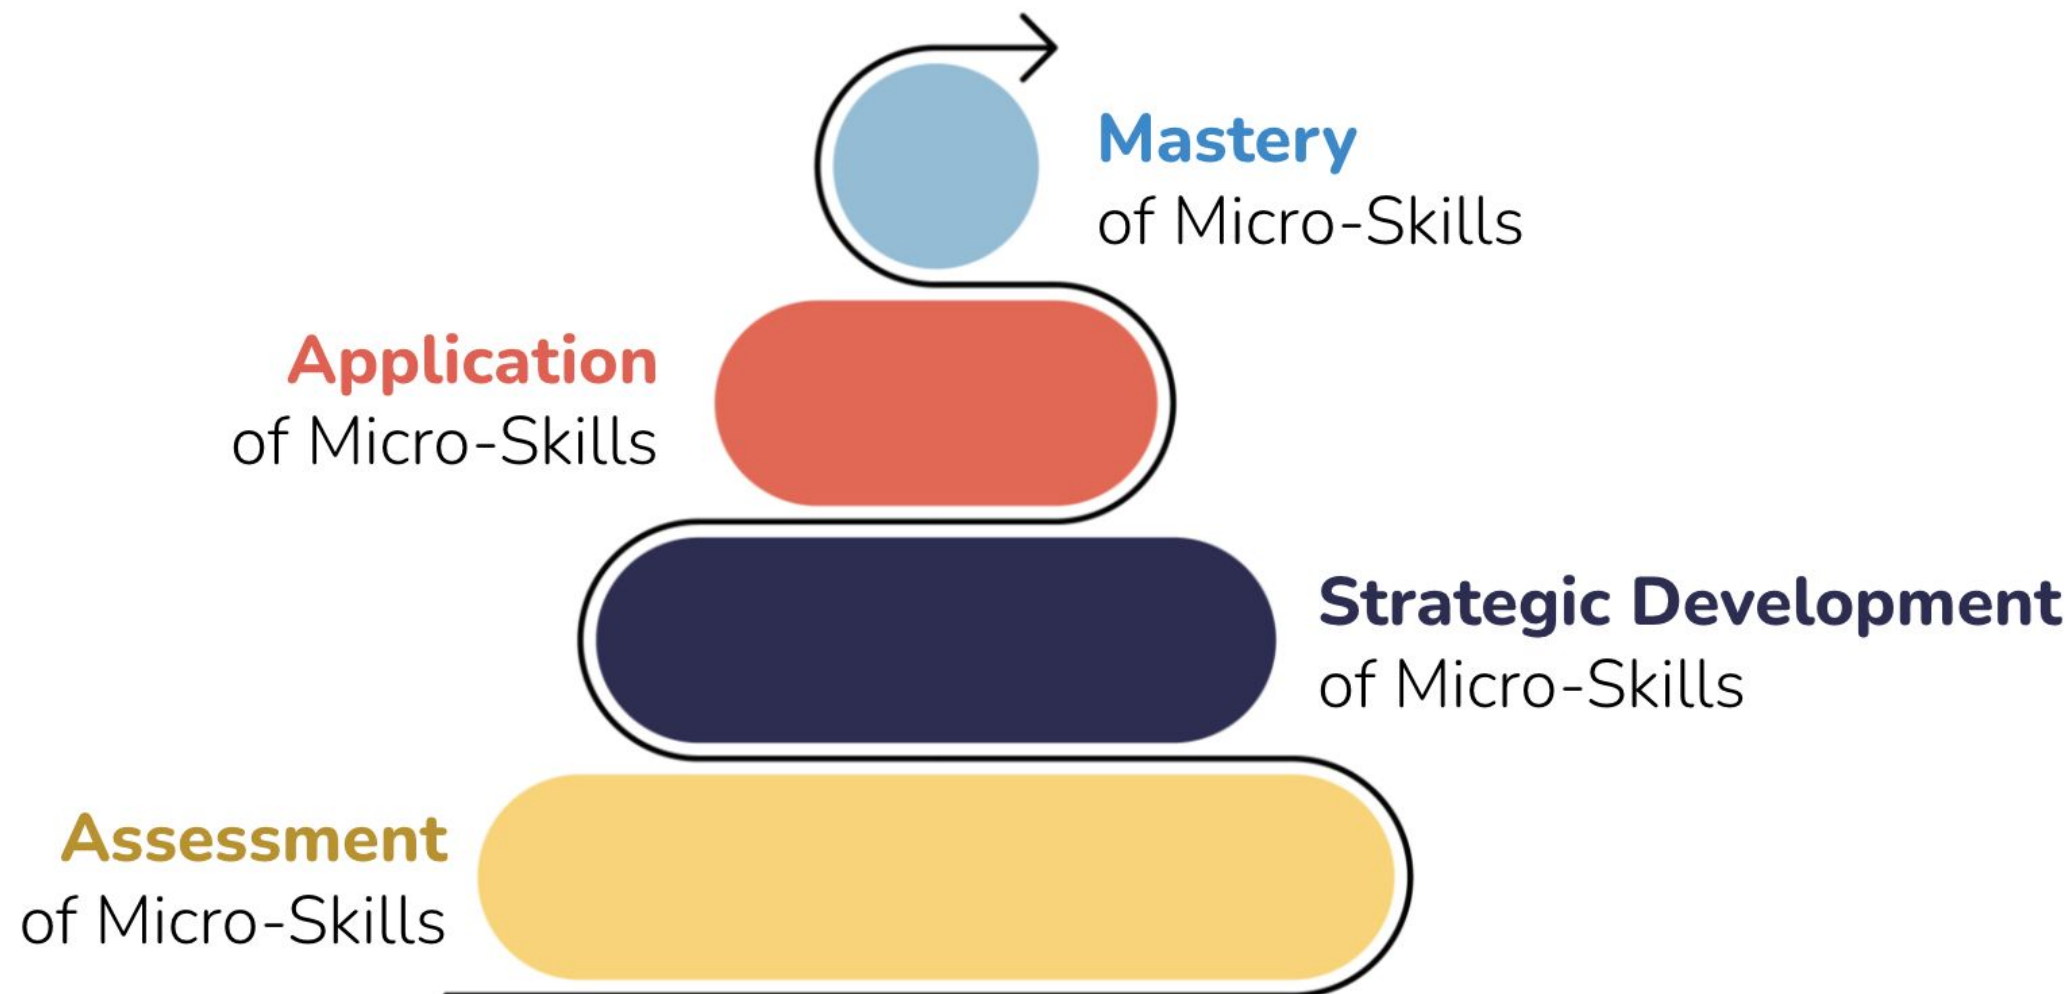 Mastery
of Micro-Skills
Application
of Micro-Skills
Strategic Development
of Micro-Skills
Assessment
of Micro-Skills